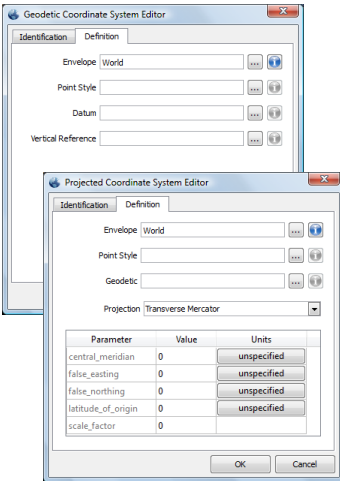 Geodetic Coordinate System Editor
Identification Definition
Envelope World ...
Point Style ...
Datum ...
Vertical Reference ...
Projected Coordinate System Editor
Identification Definition
Envelope World ...
Point Style ...
Geodetic ...
Projection Transverse Mercator
Parameter Value Units
central_meridian 0 unspecified
false_easting 0 unspecified
false_northing 0 unspecified
latitude_of_origin 0 unspecified
scale_factor 0
OK Cancel